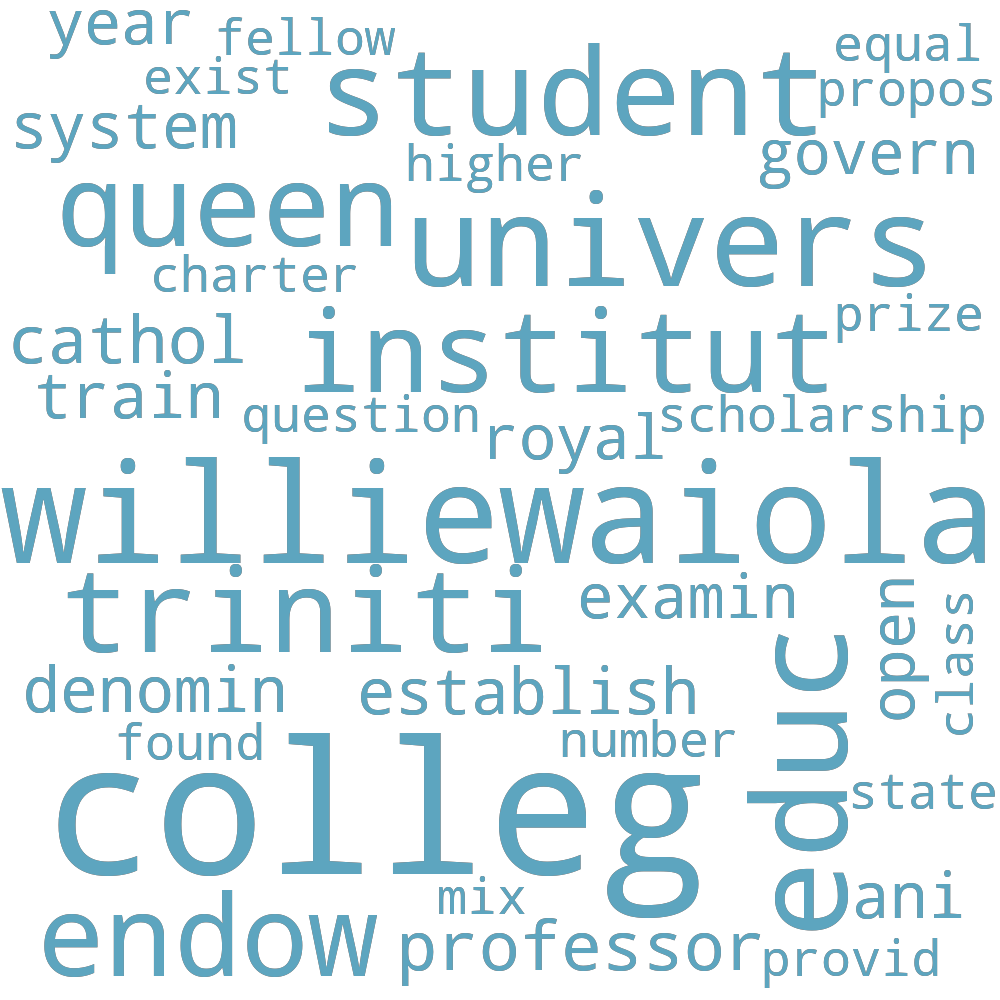 year
fellow
equal
exist
student
propos
system
higher
govern
queen
univers
charter
prize
cathol
institut
train
question
royal
scholarship
williewaiola
triniti
examin
open
class
denomin
establish
educ
found
number
colleg
state
mix
ani
endow
professor
provid